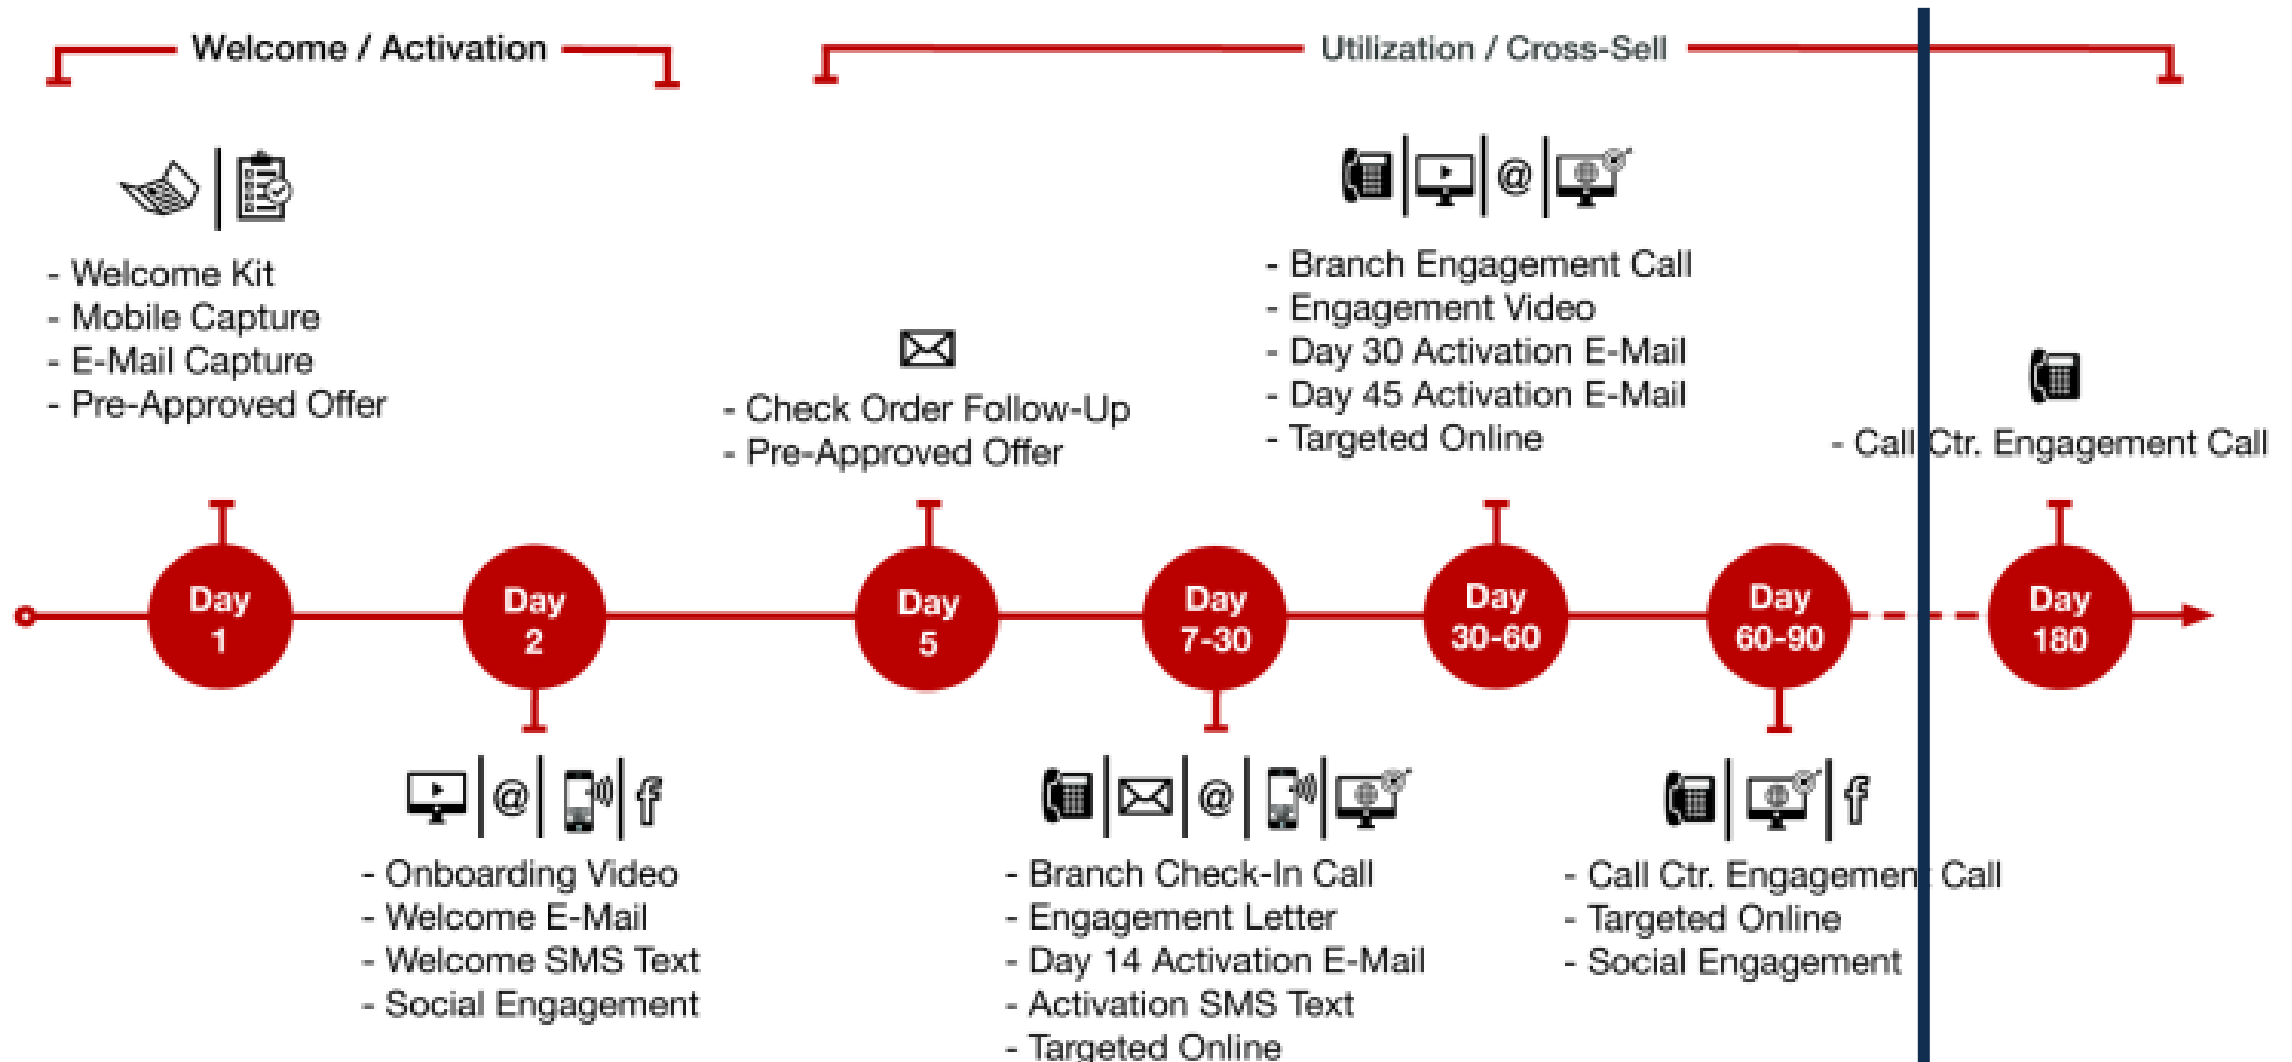 Welcome / Activation
Utilization / Cross-Sell
- Welcome Kit
- Mobile Capture
- E-Mail Capture
- Pre-Approved Offer
- Check Order Follow-Up
- Pre-Approved Offer
@
- Branch Engagement Call
- Engagement Video
- Day 30 Activation E-Mail
- Day 45 Activation E-Mail
- Targeted Online
- Call Ctr. Engagement Call
Day
1
Day
2
Day
5
Day
7-30
Day
30-60
Day
60-90
Day
180
@ f
- Onboarding Video
- Welcome E-Mail
- Welcome SMS Text
- Social Engagement
@
- Branch Check-In Call
- Engagement Letter
- Day 14 Activation E-Mail
- Activation SMS Text
- Targeted Online
f
- Call Ctr. Engagement Call
- Targeted Online
- Social Engagement